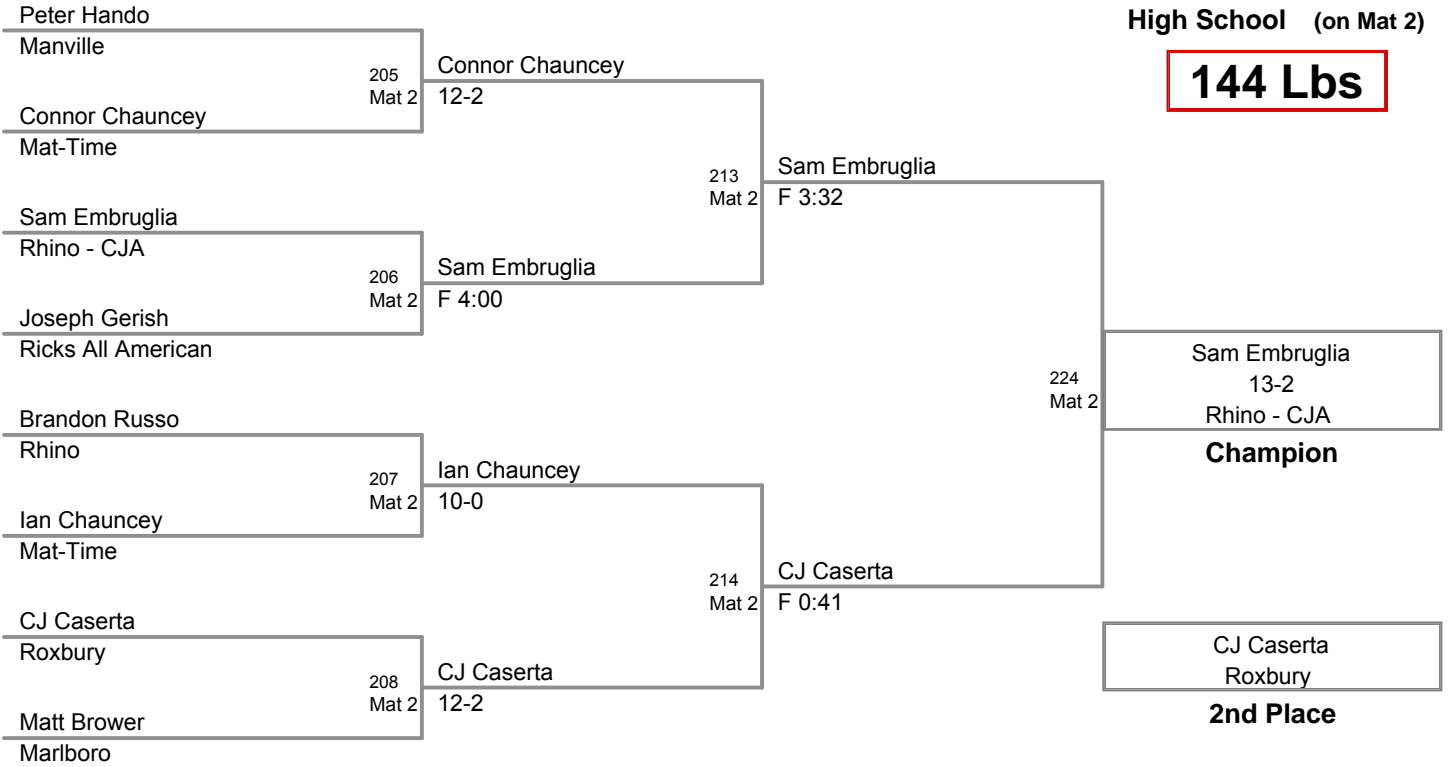 Peter Hando
Manville
205
Mat 2
Connor Chauncey
12-2
Connor Chauncey
Mat-Time
213
Mat 2
Sam Embruglia
F 3:32
Sam Embruglia
Rhino - CJA
206
Mat 2
Sam Embruglia
F 4:00
Joseph Gerish
Ricks All American
224
Mat 2
Brandon Russo
Rhino
207
Mat 2
Ian Chauncey
10-0
Ian Chauncey
Mat-Time
214
Mat 2
CJ Caserta
F 0:41
CJ Caserta
Roxbury
208
Mat 2
CJ Caserta
12-2
Matt Brower
Marlboro
High School (on Mat 2)
144 Lbs
Sam Embruglia
13-2
Rhino - CJA
Champion
CJ Caserta
Roxbury
2nd Place